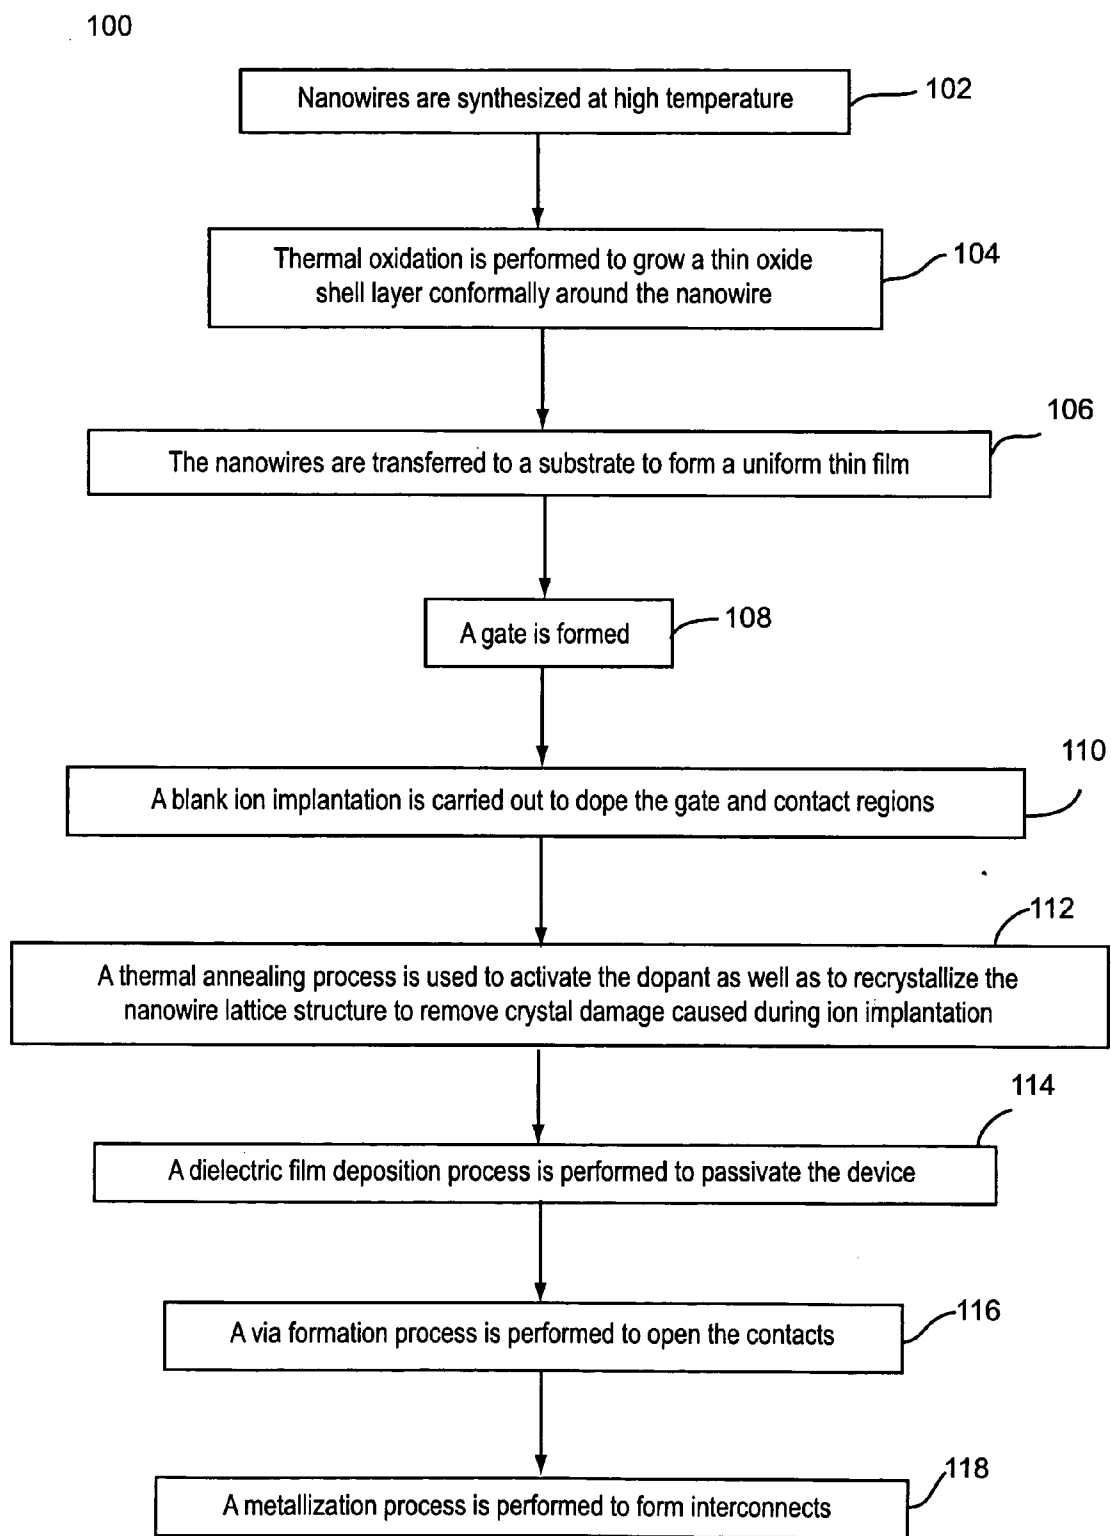 100
Nanowires are synthesized at high temperature
102
Thermal oxidation is performed to grow a thin oxide
shell layer conformally around the nanowire
104
106
The nanowires are transferred to a substrate to form a uniform thin film
A gate is formed
108
110
A blank ion implantation is carried out to dope the gate and contact regions
112
A thermal annealing process is used to activate the dopant as well as to recrystallize the
nanowire lattice structure to remove crystal damage caused during ion implantation
114
A dielectric film deposition process is performed to passivate the device
116
A via formation process is performed to open the contacts
118
A metallization process is performed to form interconnects